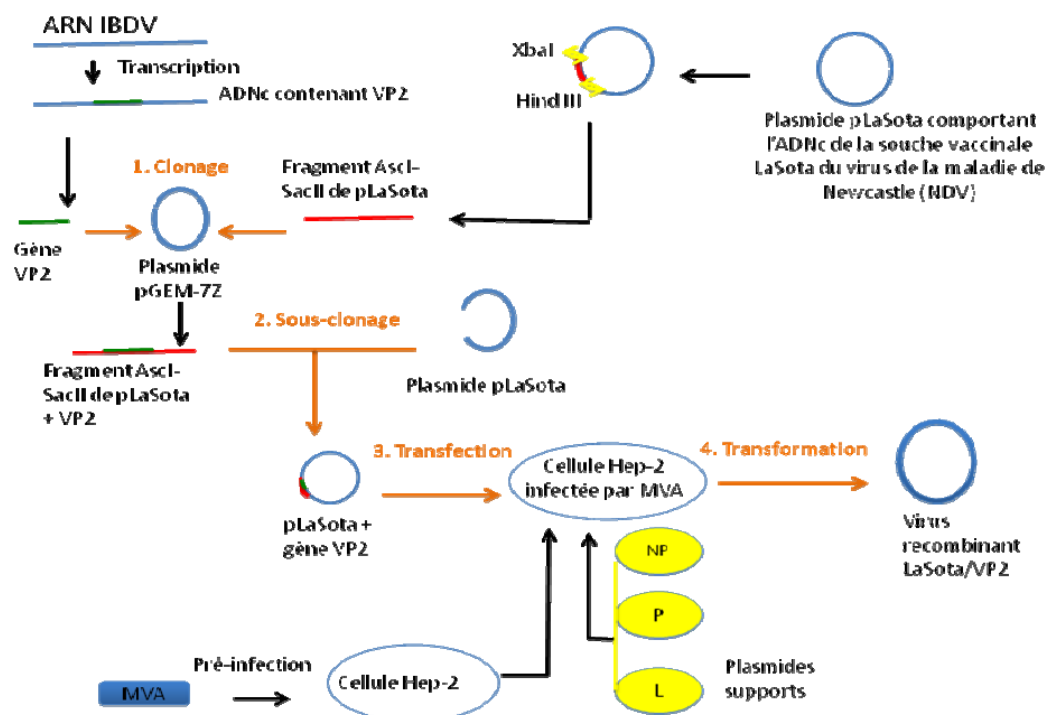 ARN IBDV
Transcription
ADNc contenant VP2
XbaI
Hind III
Plasmide pLaSota comportant
l'ADNc de la souche vaccinale
LaSota du virus de la maladie de
Newcastle (NDV)
1. Clonage
Fragment AscI-
SacII de pLaSota
Gène
VP2
Plasmide
pGEM-7Z
2. Sous-clonage
Fragment AscI-
SacII de pLaSota
+ VP2
Plasmide pLaSota
3. Transfection
Cellule Hep-2
infectée par MVA
4. Transformation
pLaSota +
gène VP2
Virus
recombinant
LaSota/VP2
NP
P
L
Plasmides
supports
Pré-infection
MVA
Cellule Hep-2